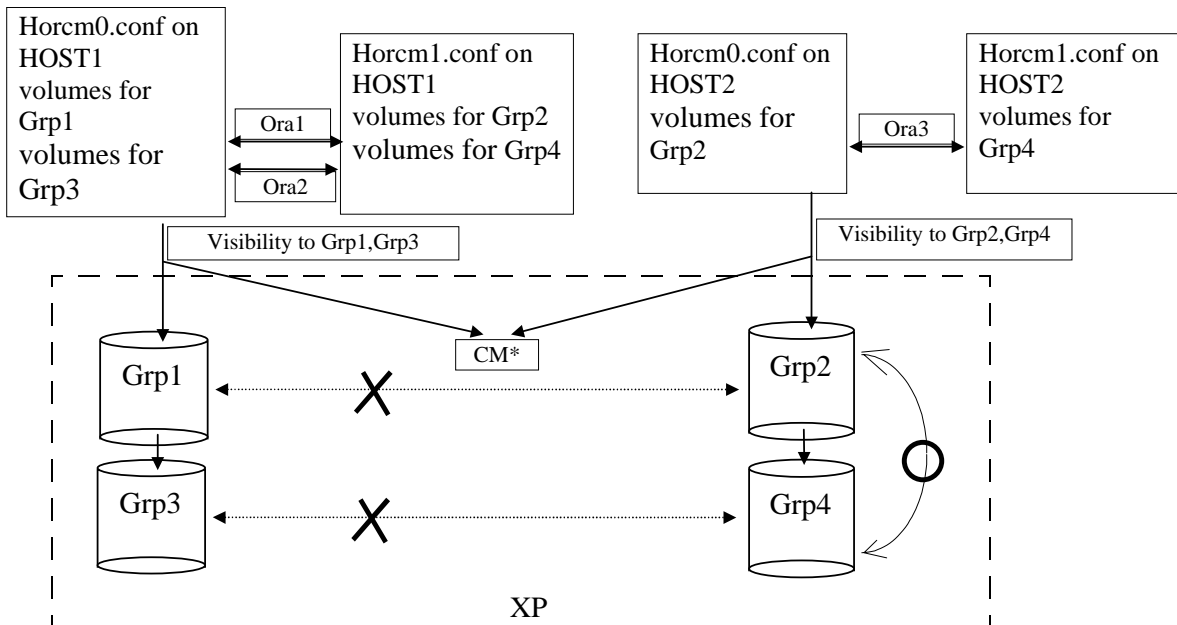 Horcm0.conf on
HOST1
volumes for
Grp1
volumes for
Grp3
Ora1
Ora2
Horcm1.conf on
HOST1
volumes for Grp2
volumes for Grp4
Horcm0.conf on
HOST2
volumes for
Grp2
Ora3
Horcm1.conf on
HOST2
volumes for
Grp4
Visibility to Grp1,Grp3
Visibility to Grp2,Grp4
CM*
Grp1
Grp2
Grp3
Grp4
XP